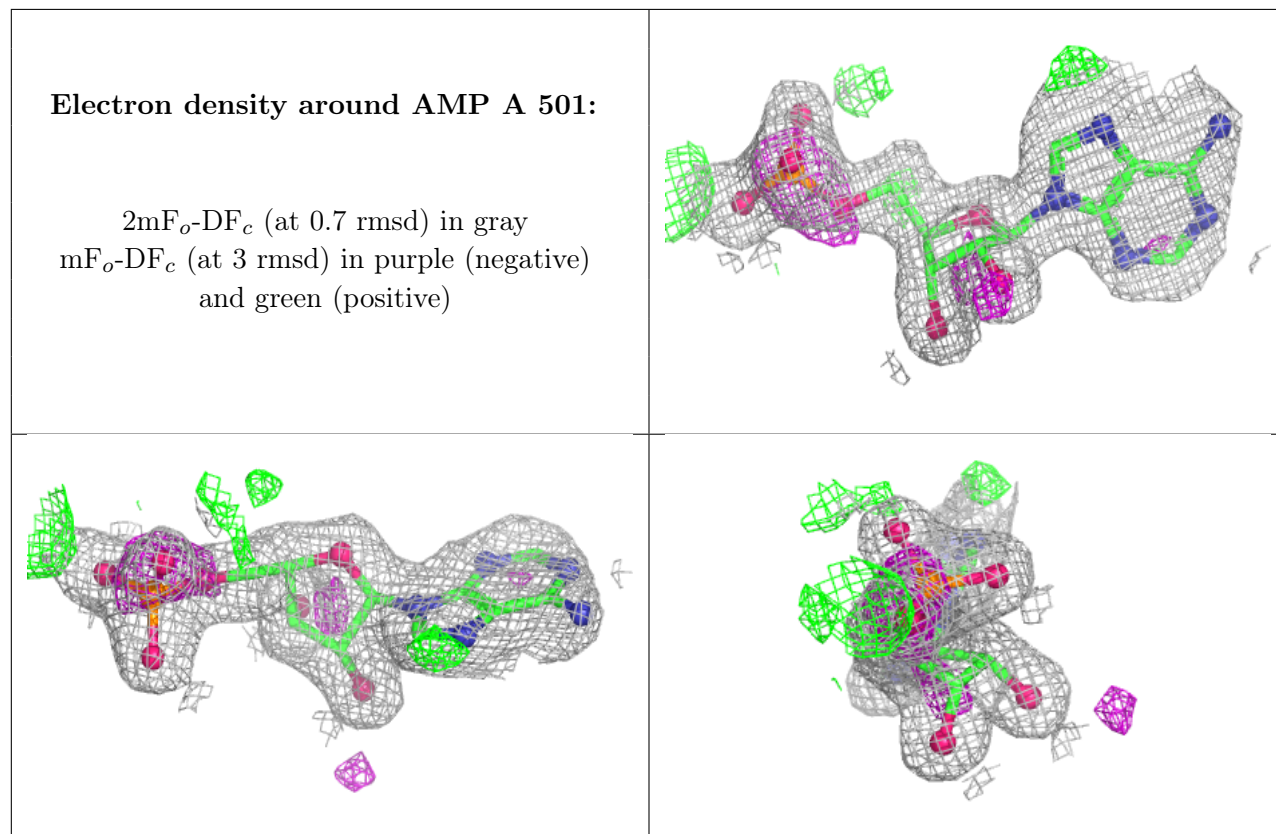 Electron density around AMP A 501:
2mFo-DFc (at 0.7 rmsd) in gray
mFo-DFc (at 3 rmsd) in purple (negative)
and green (positive)